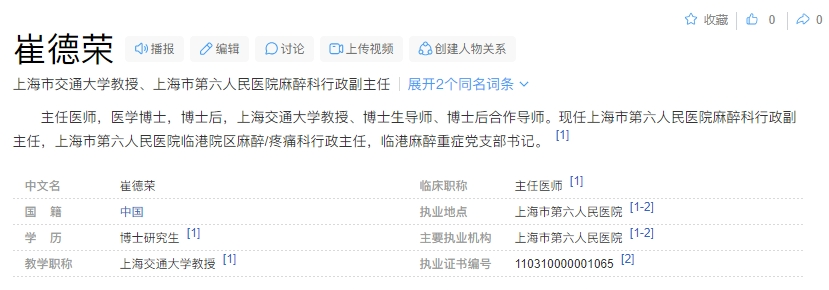 收藏 0 0
崔德荣 播报 编辑 讨论 上传视频 创建人物关系
上海市交通大学教授、上海市第六人民医院麻醉科行政副主任 展开2个同名词条
主任医师，医学博士，博士后，上海交通大学教授、博士生导师、博士后合作导师。现任上海市第六人民医院麻醉科行政副
主任，上海市第六人民医院临港院区麻醉/疼痛科行政主任，临港麻醉重症党支部书记。 [1]
中文名 崔德荣 临床职称 主任医师 [1]
国 籍 中国 执业地点 上海市第六人民医院 [1-2]
学 历 博士研究生 [1] 主要执业机构 上海市第六人民医院 [1-2]
教学职称 上海交通大学教授 [1] 执业证书编号 110310000001065 [2]